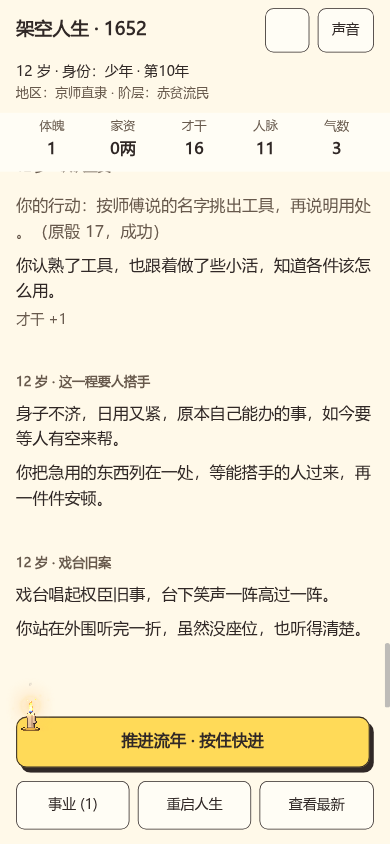 架空人生 · 1652
声音
12 岁 · 身份：少年 · 第10年
地区：京师直隶 · 阶层：赤贫流民
体魄 家资 才干 人脉 气数
1 0两 16 11 3
你的行动：按师傅说的名字挑出工具，再说明用处
。（原骰 17，成功）
你认熟了工具，也跟着做了些小活，知道各件该怎
么用。
才干 +1
12 岁 · 这一程要人搭手
身子不济，日用又紧，原本自己能办的事，如今要
等人有空来帮。
你把急用的东西列在一处，等能搭手的人过来，再
一件件安顿。
12 岁 · 戏台旧案
戏台唱起权臣旧事，台下笑声一阵高过一阵。
你站在外围听完一折，虽然没座位，也听得清楚。
推进流年 · 按住快进
事业 (1)
重启人生
查看最新